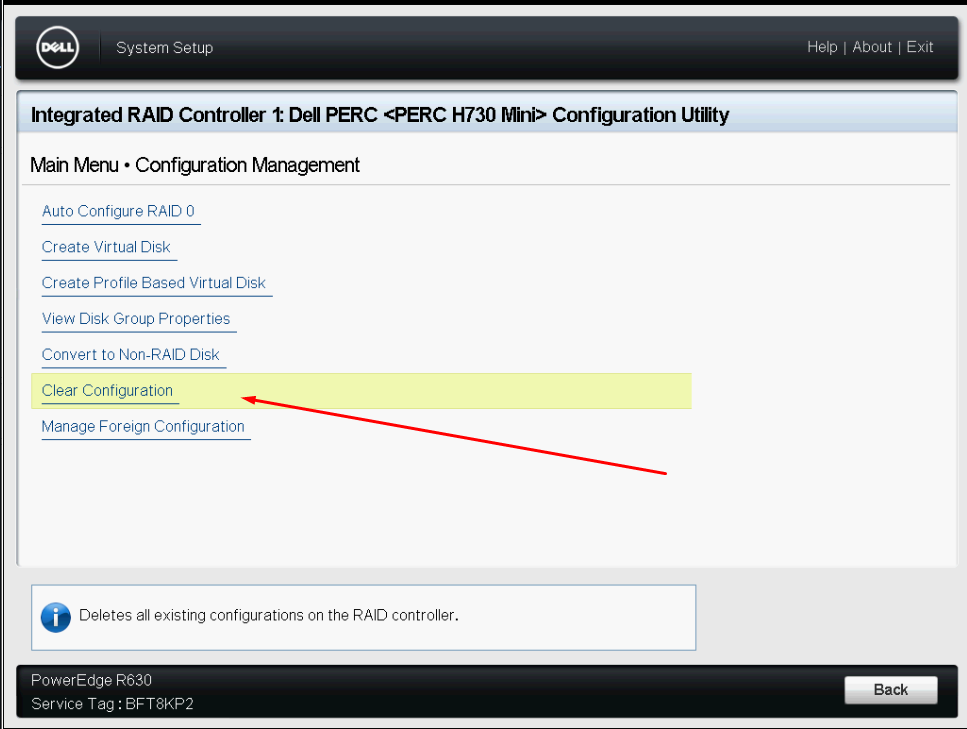 DELL
System Setup
Help | About | Exit
Integrated RAID Controller 1: Dell PERC <PERC H730 Mini> Configuration Utility
Main Menu • Configuration Management
Auto Configure RAID 0
Create Virtual Disk
Create Profile Based Virtual Disk
View Disk Group Properties
Convert to Non-RAID Disk
Clear Configuration
Manage Foreign Configuration
Deletes all existing configurations on the RAID controller.
PowerEdge R630
Service Tag : BFT8KP2
Back